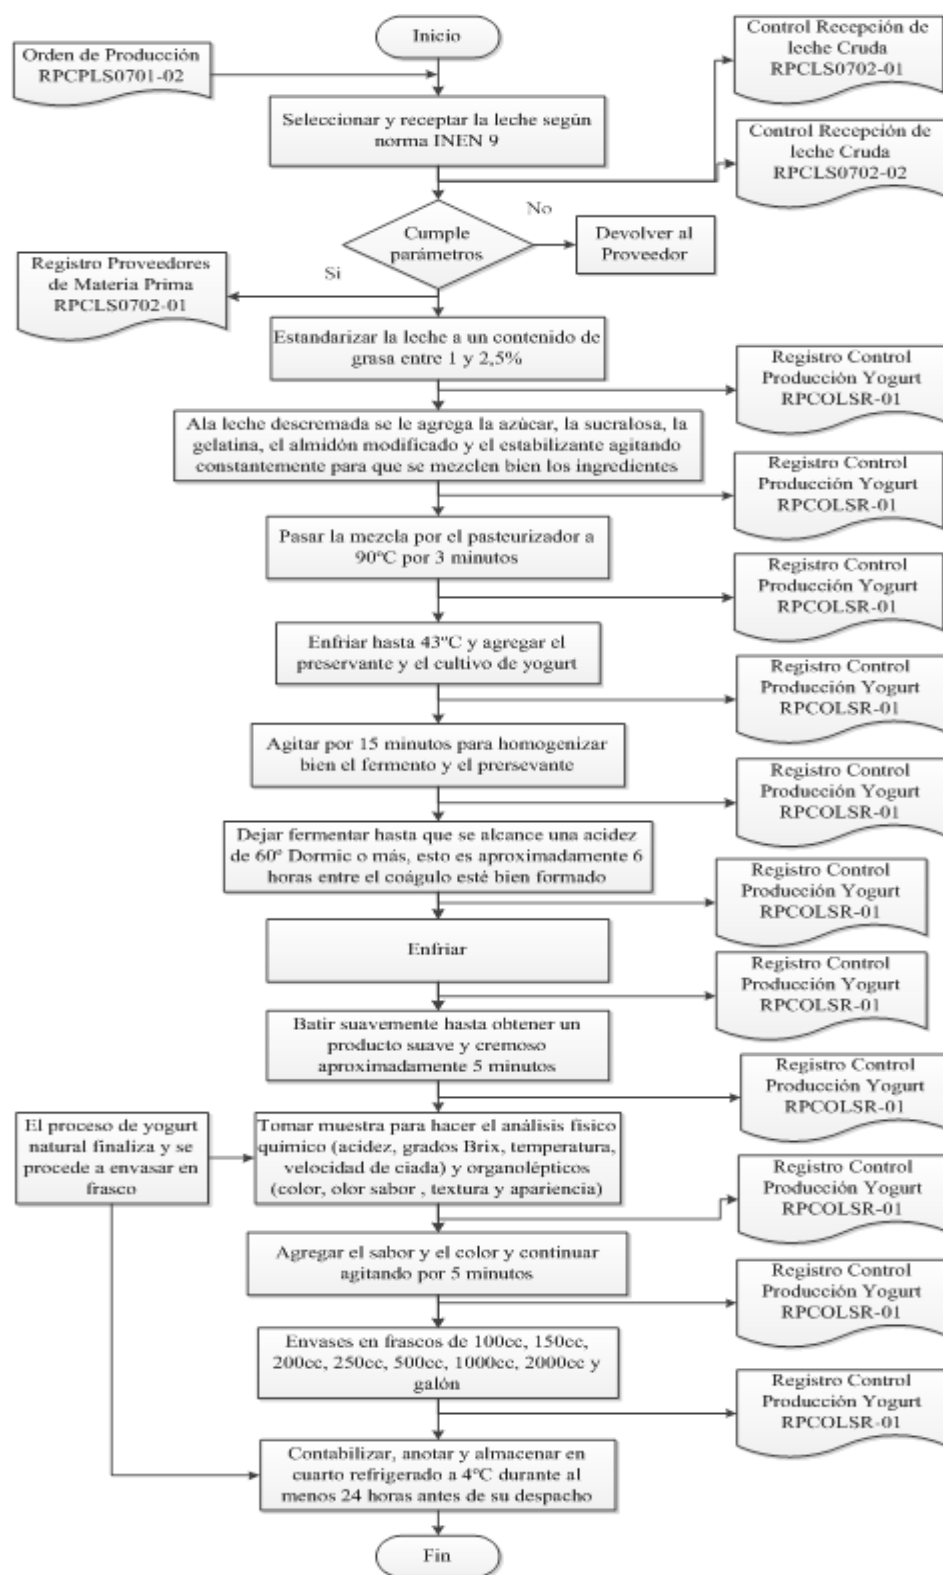 Inicio
Orden de Producción
RPCPLS0701-02
Control Recepción de
leche Cruda
RPCLS0702-01
Seleccionar y receptar la leche según
norma INEN 9
Control Recepción de
leche Cruda
RPCLS0702-02
No
Cumple
parámetros
Devolver al
Proveedor
Si
Registro Proveedores
de Materia Prima
RPCLS0702-01
Estandarizar la leche a un contenido de
grasa entre 1 y 2,5%
Registro Control
Producción Yogurt
RPCOLSR-01
Ala leche descremada se le agrega la azúcar, la sucralosa, la
gelatina, el almidón modificado y el estabilizante agitando
constantemente para que se mezclen bien los ingredientes
Registro Control
Producción Yogurt
RPCOLSR-01
Pasar la mezcla por el pasteurizador a
90ºC por 3 minutos
Registro Control
Producción Yogurt
RPCOLSR-01
Enfriar hasta 43ºC y agregar el
preservante y el cultivo de yogurt
Registro Control
Producción Yogurt
RPCOLSR-01
Agitar por 15 minutos para homogenizar
bien el fermento y el prersevante
Registro Control
Producción Yogurt
RPCOLSR-01
Dejar fermentar hasta que se alcance una acidez
de 60º Dormic o más, esto es aproximadamente 6
horas entre el coágulo esté bien formado
Registro Control
Producción Yogurt
RPCOLSR-01
Enfriar
Registro Control
Producción Yogurt
RPCOLSR-01
Batir suavemente hasta obtener un
producto suave y cremoso
aproximadamente 5 minutos
Registro Control
Producción Yogurt
RPCOLSR-01
El proceso de yogurt
natural finaliza y se
procede a envasar en
frasco
Tomar muestra para hacer el análisis físico
químico (acidez, grados Brix, temperatura,
velocidad de ciada) y organolépticos
(color, olor sabor , textura y apariencia)
Registro Control
Producción Yogurt
RPCOLSR-01
Agregar el sabor y el color y continuar
agitando por 5 minutos
Registro Control
Producción Yogurt
RPCOLSR-01
Envases en frascos de 100cc, 150cc,
200cc, 250cc, 500cc, 1000cc, 2000cc y
galón
Registro Control
Producción Yogurt
RPCOLSR-01
Contabilizar, anotar y almacenar en
cuarto refrigerado a 4ºC durante al
menos 24 horas antes de su despacho
Fin